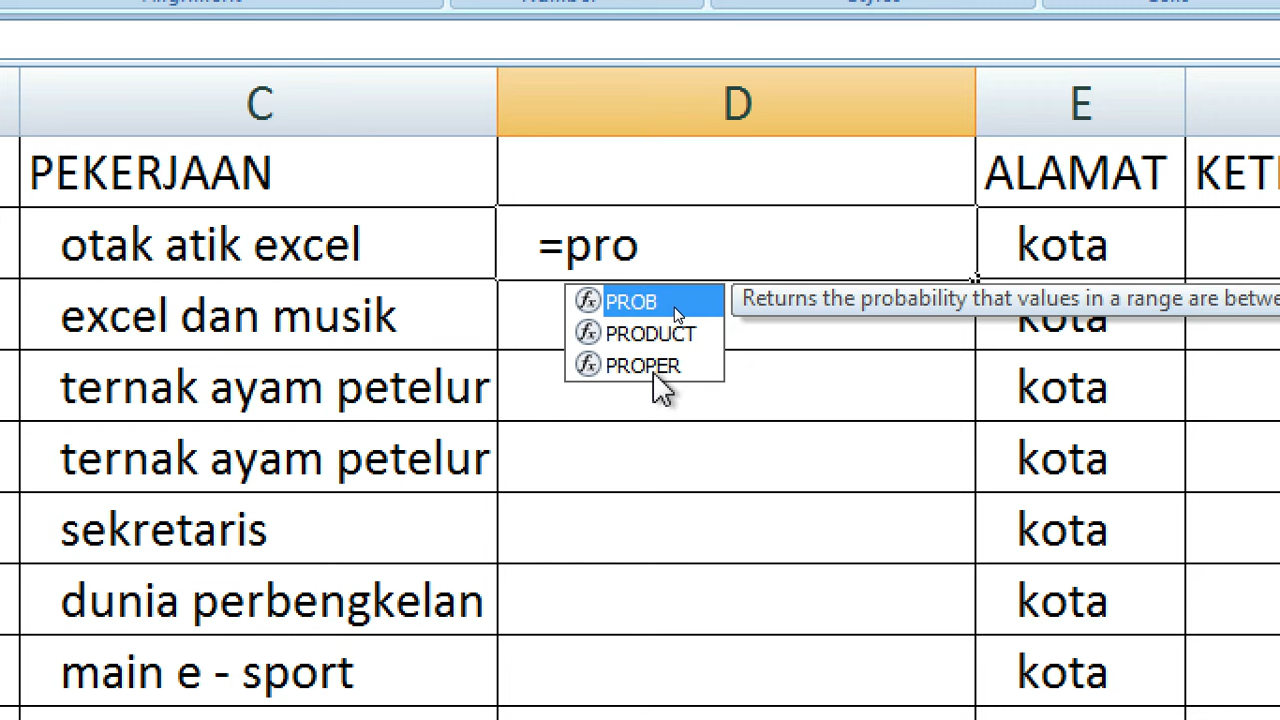 C D E
PEKERJAAN ALAMAT KETE
otak atik excel =pro kota
PROB Returns the probability that values in a range are betwe
excel dan musik kota
PRODUCT
PROPER
ternak ayam petelur kota
ternak ayam petelur kota
sekretaris kota
dunia perbengkelan kota
main e - sport kota